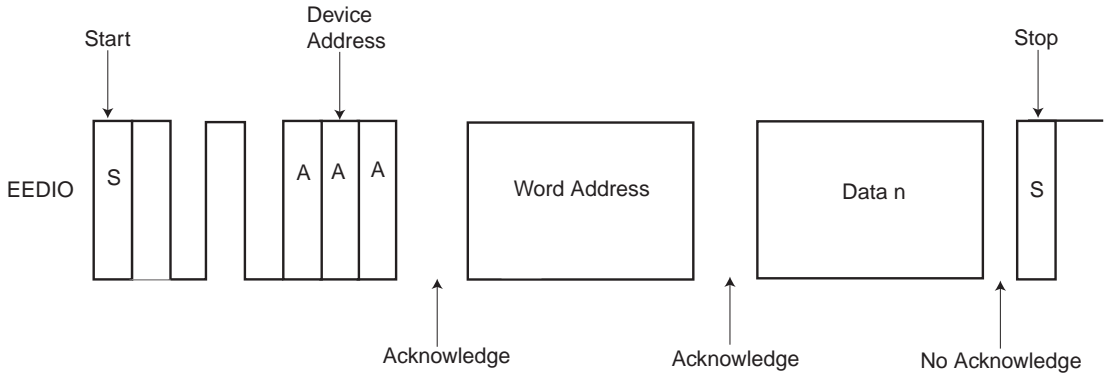 Device
Address
Start
Stop
EEDIO
S
A
A
A
Word Address
Data n
S
Acknowledge
Acknowledge
No Acknowledge